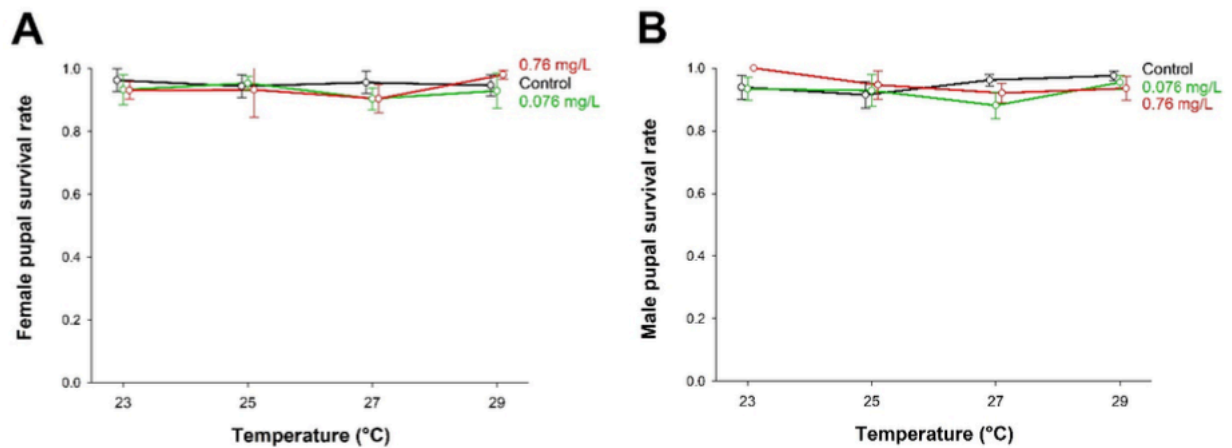 A
Female pupal survival rate
1.0
0.8
0.6
0.4
0.2
0.0
23
25
27
29
Temperature (°C)
0.76 mg/L
Control
0.076 mg/L
B
Male pupal survival rate
1.0
0.8
0.6
0.4
0.2
0.0
23
25
27
29
Temperature (°C)
Control
0.076 mg/L
0.76 mg/L